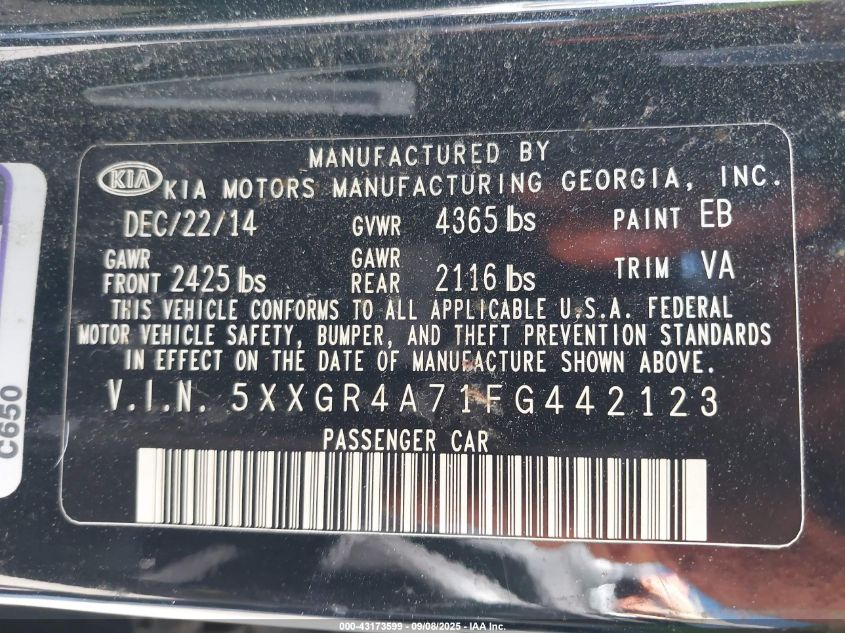 MANUFACTURED BY
KIA KIA MOTORS MANUFACTURING GEORGIA, INC.
DEC/22/14 GVWR 4365 lbs PAINT EB
GAWR FRONT 2425 lbs GAWR REAR 2116 lbs TRIM VA
THIS VEHICLE CONFORMS TO ALL APPLICABLE U.S.A. FEDERAL
MOTOR VEHICLE SAFETY, BUMPER, AND THEFT PREVENTION STANDARDS
IN EFFECT ON THE DATE OF MANUFACTURE SHOWN ABOVE.
V.I.N. 5XXGR4A71FG442123
PASSENGER CAR
C650
000-43173599 - 09/08/2025 - IAA Inc.